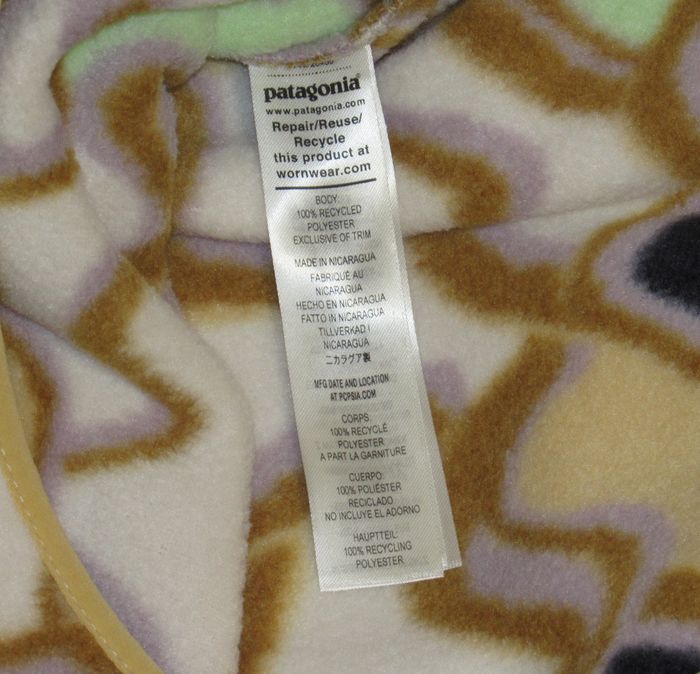 patagonia®
www.patagonia.com
Repair/Reuse/
Recycle
this product at
wornwear.com
BODY:
100% RECYCLED
POLYESTER
EXCLUSIVE OF TRIM
MADE IN NICARAGUA
FABRIQUÉ AU
NICARAGUA
HECHO EN NICARAGUA
FATTO IN NICARAGUA
TILLVERKAD I
NICARAGUA
ニカラグア製
MFG DATE AND LOCATION
AT PCPSIA.COM
CORPS:
100% RECYCLÉ
POLYESTER
A PART LA GARNITURE
CUERPO:
100% POLIÉSTER
RECICLADO
NO INCLUYE EL ADORNO
HAUPTTEIL:
100% RECYCLING
POLYESTER